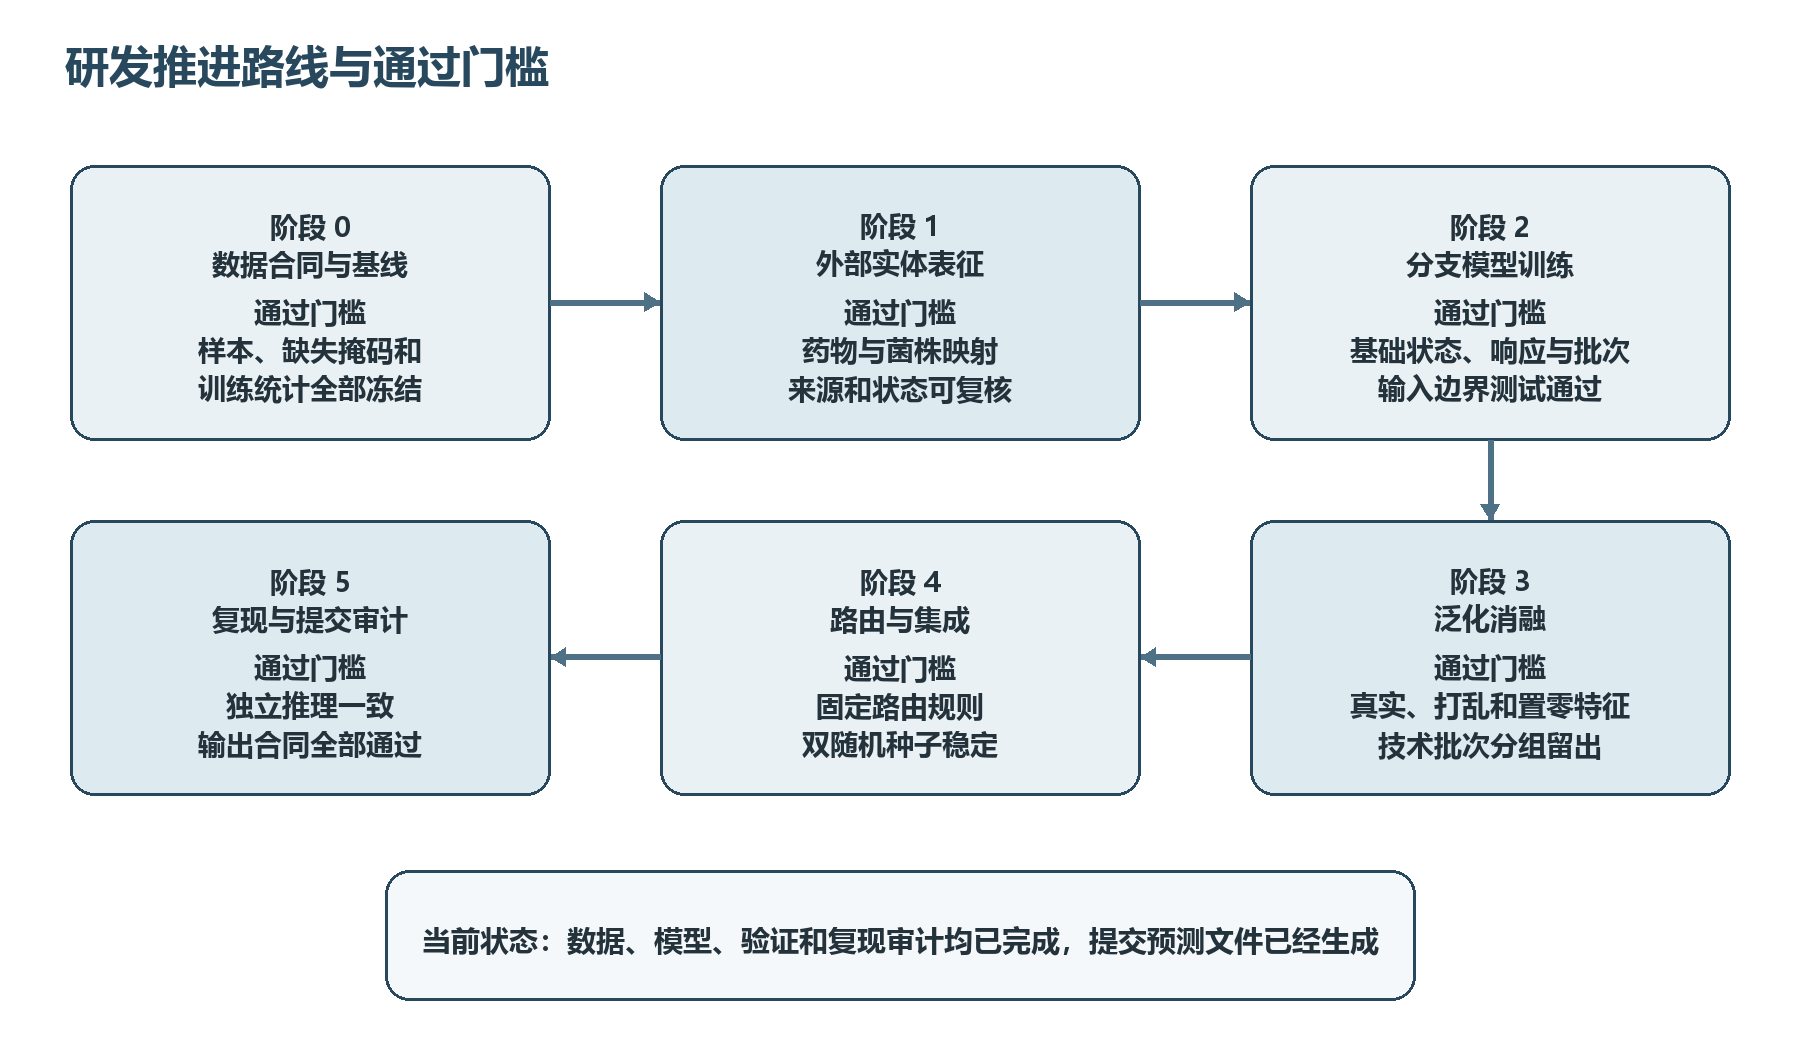 研发推进路线与通过门槛
阶段 0
数据合同与基线
通过门槛
样本、缺失掩码和
训练统计全部冻结
阶段 1
外部实体表征
通过门槛
药物与菌株映射
来源和状态可复核
阶段 2
分支模型训练
通过门槛
基础状态、响应与批次
输入边界测试通过
阶段 3
泛化消融
通过门槛
真实、打乱和置零特征
技术批次分组留出
阶段 4
路由与集成
通过门槛
固定路由规则
双随机种子稳定
阶段 5
复现与提交审计
通过门槛
独立推理一致
输出合同全部通过
当前状态：数据、模型、验证和复现审计均已完成，提交预测文件已经生成